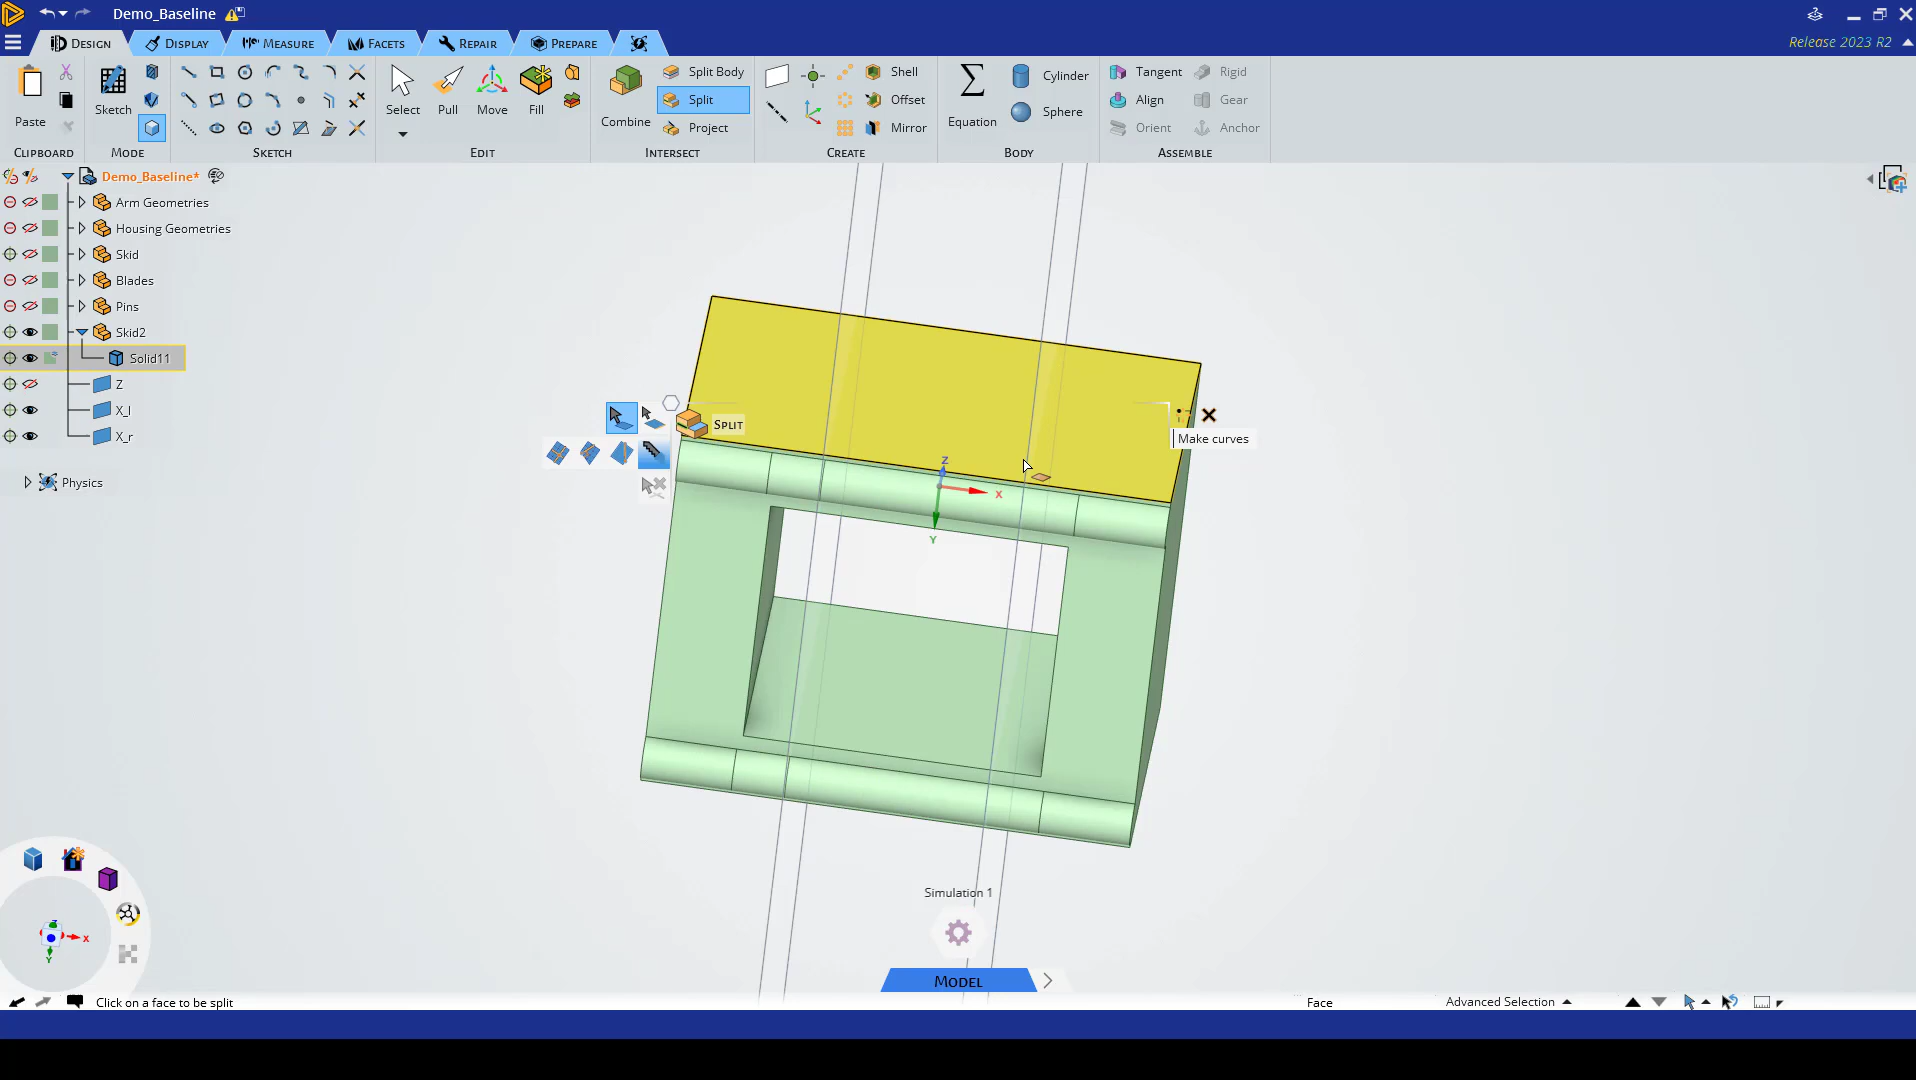 Demo_Baseline
Design
Display
Measure
Facets
Repair
Prepare
Release 2023 R2
Paste
Sketch
Select
Pull
Move
Fill
Combine
Split Body
Split
Project
Shell
Offset
Mirror
Equation
Cylinder
Sphere
Tangent
Align
Orient
Rigid
Gear
Anchor
Clipboard
Mode
Sketch
Edit
Intersect
Create
Body
Assemble
Demo_Baseline*
Arm Geometries
Housing Geometries
Skid
Blades
Pins
Skid2
Solid11
Z
X_l
X_r
Physics
Split
Make curves
Z
X
Y
Simulation 1
Model
Z
X
Y
Click on a face to be split
Face
Advanced Selection